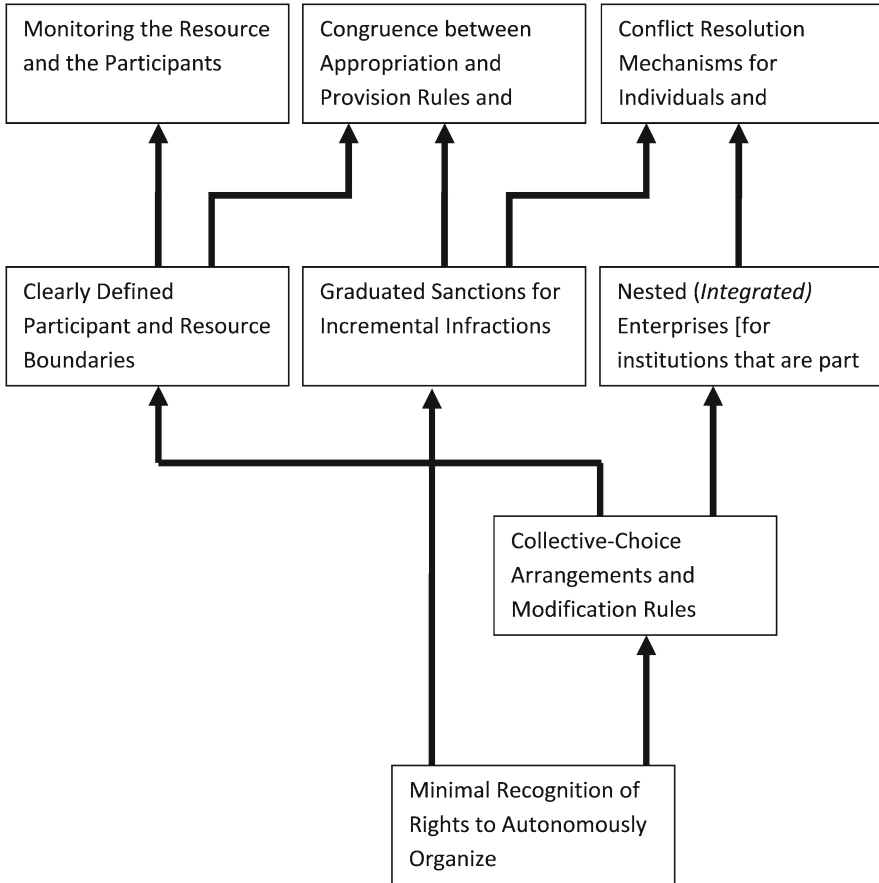 Monitoring the Resource
and the Participants
Congruence between
Appropriation and
Provision Rules and
Conflict Resolution
Mechanisms for
Individuals and
Clearly Defined
Participant and Resource
Boundaries
Graduated Sanctions for
Incremental Infractions
Nested (Integrated)
Enterprises [for
institutions that are part
Collective-Choice
Arrangements and
Modification Rules
Minimal Recognition of
Rights to Autonomously
Organize